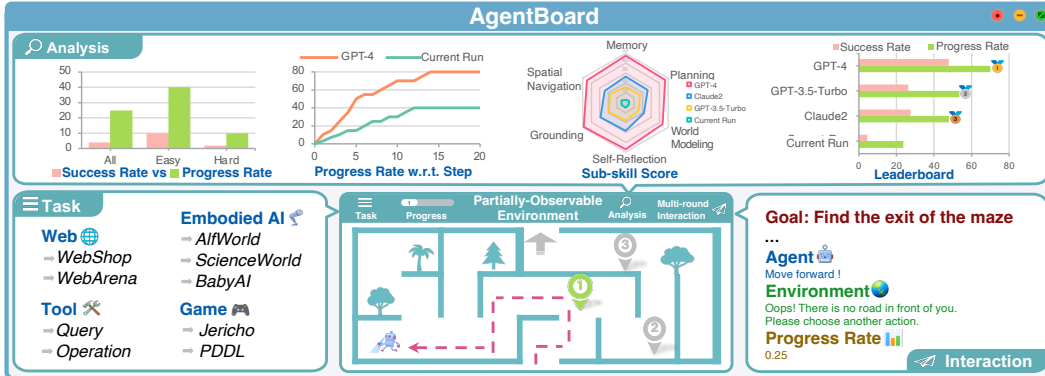 AgentBoard
Analysis
50
40
30
20
10
0
All
Easy
Hard
Success Rate vs Progress Rate
GPT-4
Current Run
80
60
40
20
0
0
5
10
15
20
Progress Rate w.r.t. Step
Memory
Planning
World
Modeling
Self-Reflection
Grounding
Spatial
Navigation
GPT-4
Claude2
GPT-3.5-Turbo
Current Run
Sub-skill Score
Success Rate
Progress Rate
GPT-4
GPT-3.5-Turbo
Claude2
Current Run
1
2
3
0
20
40
60
80
Leaderboard
Task
Web
WebShop
WebArena
Tool
Query
Operation
Embodied AI
AlfWorld
ScienceWorld
BabyAI
Game
Jericho
PDDL
Task
1
Progress
Partially-Observable
Environment
Analysis
Multi-round
Interaction
3
1
2
Goal: Find the exit of the maze
...
Agent
Move forward !
Environment
Oops! There is no road in front of you.
Please choose another action.
Progress Rate
0.25
Interaction